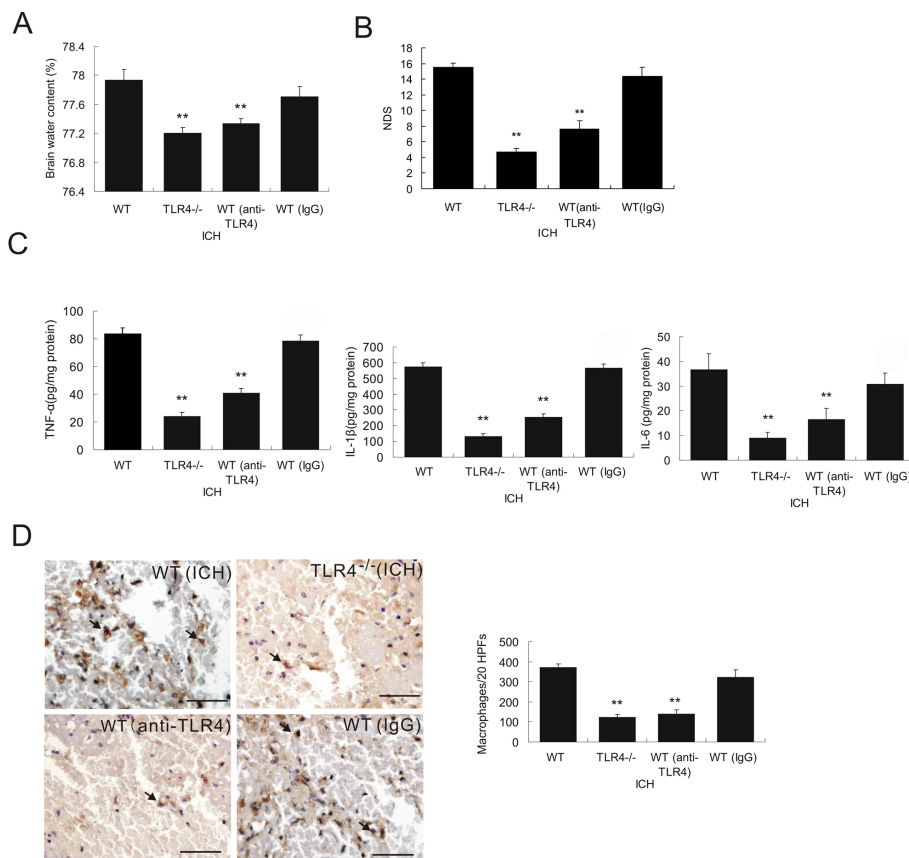 A
Brain water content (%)
78.4
78
77.6
77.2
76.8
76.4
**
**
WT
TLR4-/-
WT (anti-
TLR4)
WT (IgG)
ICH
B
NDS
18
16
14
12
10
8
6
4
2
0
**
**
WT
TLR4-/-
WT(anti-
TLR4)
WT(IgG)
ICH
C
TNF-α(pg/mg protein)
100
80
60
40
20
0
**
**
WT
TLR4-/-
WT (anti-
TLR4)
WT (IgG)
ICH
IL-1β(pg/mg protein)
700
600
500
400
300
200
100
0
**
**
WT
TLR4-/-
WT (anti-
TLR4)
WT (IgG)
ICH
IL-6 (pg/mg protein)
50
40
30
20
10
0
**
**
WT
TLR4-/-
WT (anti-
TLR4)
WT (IgG)
ICH
D
WT (ICH)
TLR4-/-(ICH)
WT (anti-TLR4)
WT (IgG)
Macrophages/20 HPFs
500
400
300
200
100
0
**
**
WT
TLR4-/-
WT (anti-
TLR4)
WT (IgG)
ICH